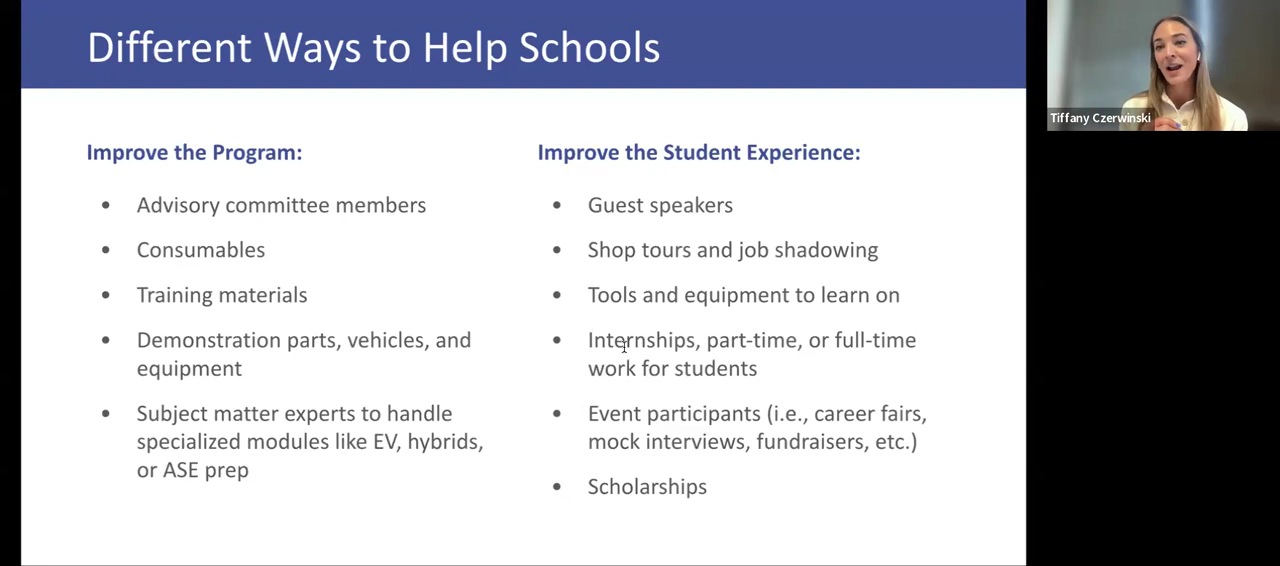 Different Ways to Help Schools
Tiffany Czerwinski
Improve the Program:
• Advisory committee members
• Consumables
• Training materials
• Demonstration parts, vehicles, and
equipment
• Subject matter experts to handle
specialized modules like EV, hybrids,
or ASE prep
Improve the Student Experience:
• Guest speakers
• Shop tours and job shadowing
• Tools and equipment to learn on
• Internships, part-time, or full-time
work for students
• Event participants (i.e., career fairs,
mock interviews, fundraisers, etc.)
• Scholarships